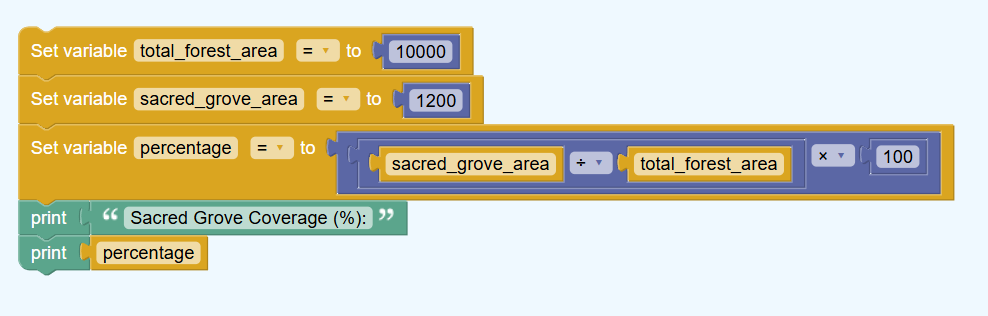 Set variable total_forest_area = to 10000
Set variable sacred_grove_area = to 1200
Set variable percentage = to sacred_grove_area ÷ total_forest_area × 100
print “ Sacred Grove Coverage (%): ”
print percentage